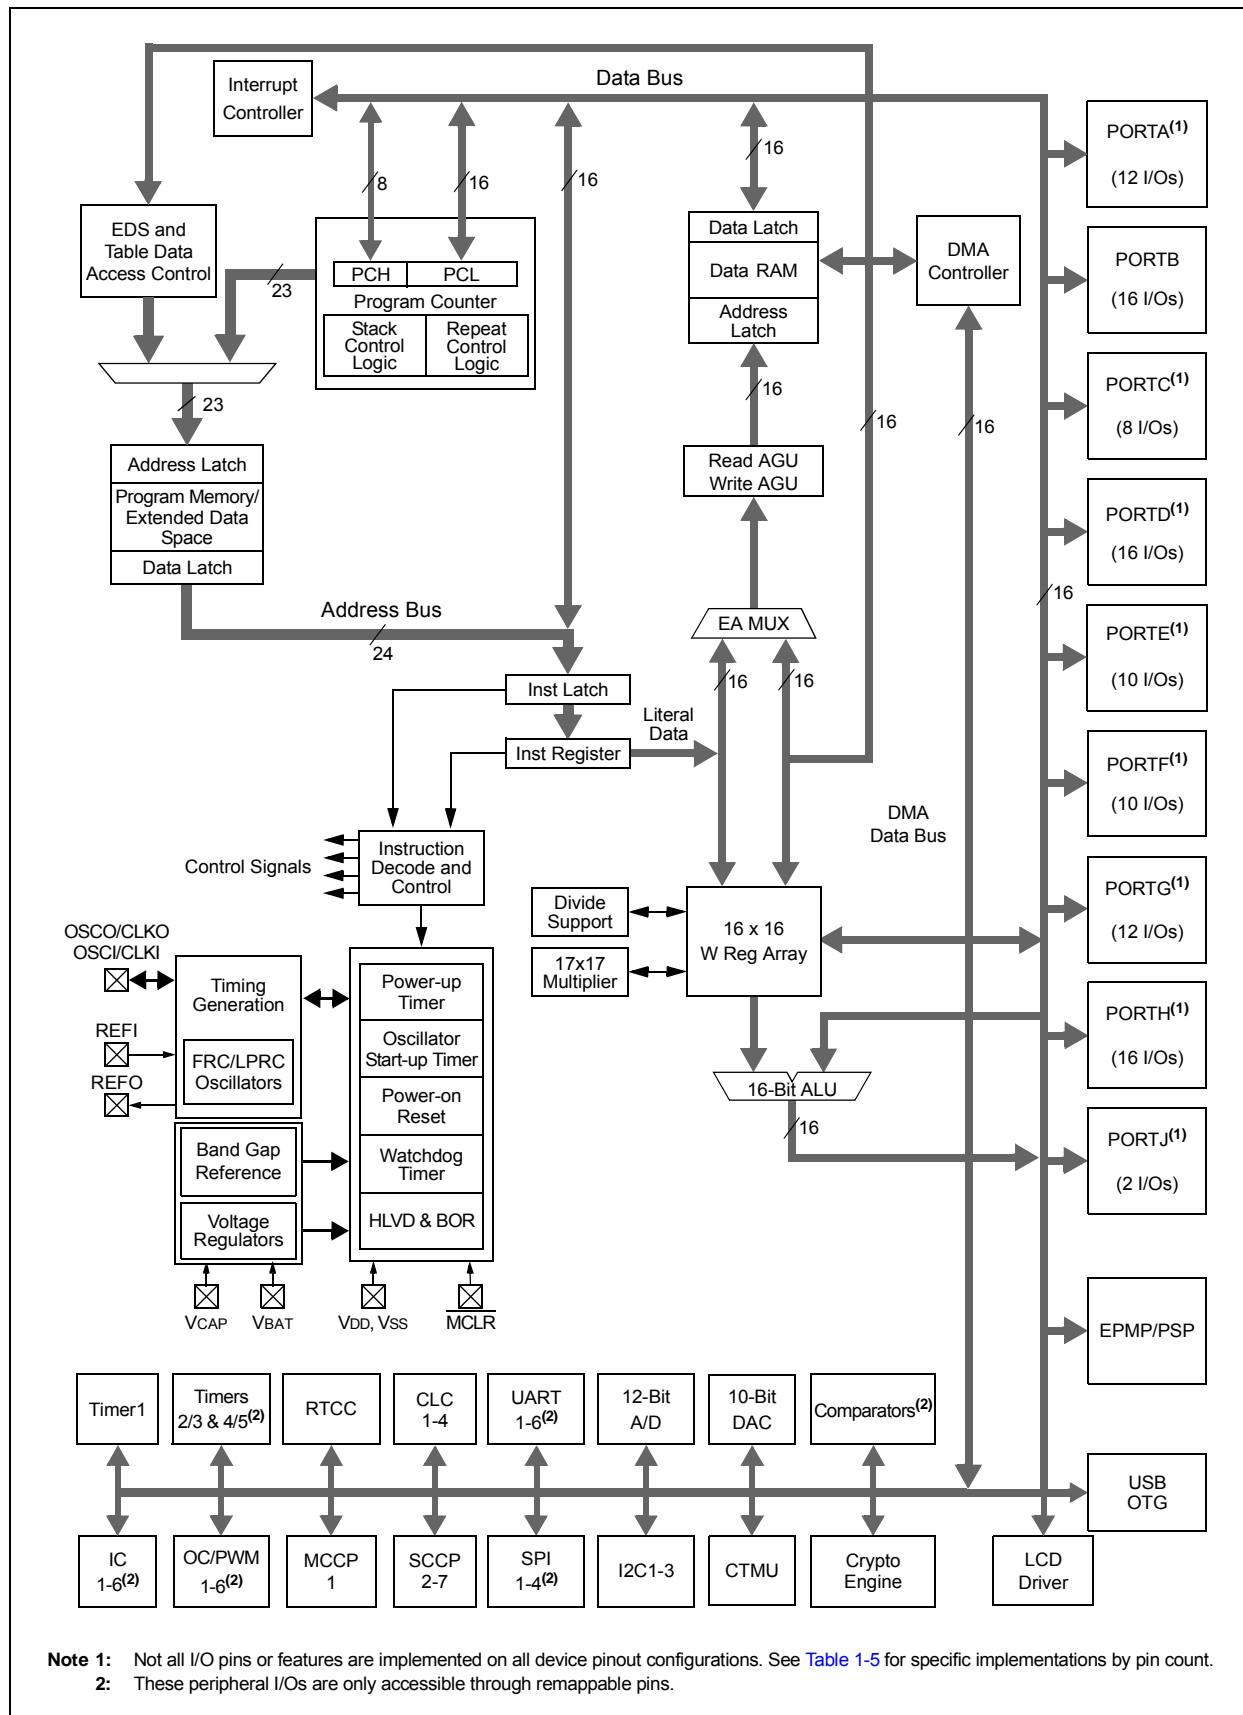 Data Bus
Interrupt
Controller
8
16
16
16
PORTA(1)
(12 I/Os)
EDS and
Table Data
Access Control
23
PCH
PCL
Program Counter
Stack
Control
Logic
Repeat
Control
Logic
Data Latch
Data RAM
Address
Latch
DMA
Controller
PORTB
(16 I/Os)
23
16
16
16
PORTC(1)
(8 I/Os)
Address Latch
Program Memory/
Extended Data
Space
Data Latch
Read AGU
Write AGU
PORTD(1)
(16 I/Os)
16
Address Bus
24
EA MUX
16
16
PORTE(1)
(10 I/Os)
Inst Latch
Inst Register
Literal
Data
PORTF(1)
(10 I/Os)
DMA
Data Bus
Control Signals
Instruction
Decode and
Control
Divide
Support
17x17
Multiplier
16 x 16
W Reg Array
PORTG(1)
(12 I/Os)
OSCO/CLKO
OSCI/CLKI
REFI
REFO
Timing
Generation
FRC/LPRC
Oscillators
Power-up
Timer
Oscillator
Start-up Timer
Power-on
Reset
Watchdog
Timer
HLVD & BOR
PORTH(1)
(16 I/Os)
16-Bit ALU
16
PORTJ(1)
(2 I/Os)
Band Gap
Reference
Voltage
Regulators
VCAP
VBAT
VDD, VSS
MCLR
EPMP/PSP
Timer1
Timers
2/3 & 4/5(2)
RTCC
CLC
1-4
UART
1-6(2)
12-Bit
A/D
10-Bit
DAC
Comparators(2)
USB
OTG
IC
1-6(2)
OC/PWM
1-6(2)
MCCP
1
SCCP
2-7
SPI
1-4(2)
I2C1-3
CTMU
Crypto
Engine
LCD
Driver
Note 1: Not all I/O pins or features are implemented on all device pinout configurations. See Table 1-5 for specific implementations by pin count.
2: These peripheral I/Os are only accessible through remappable pins.